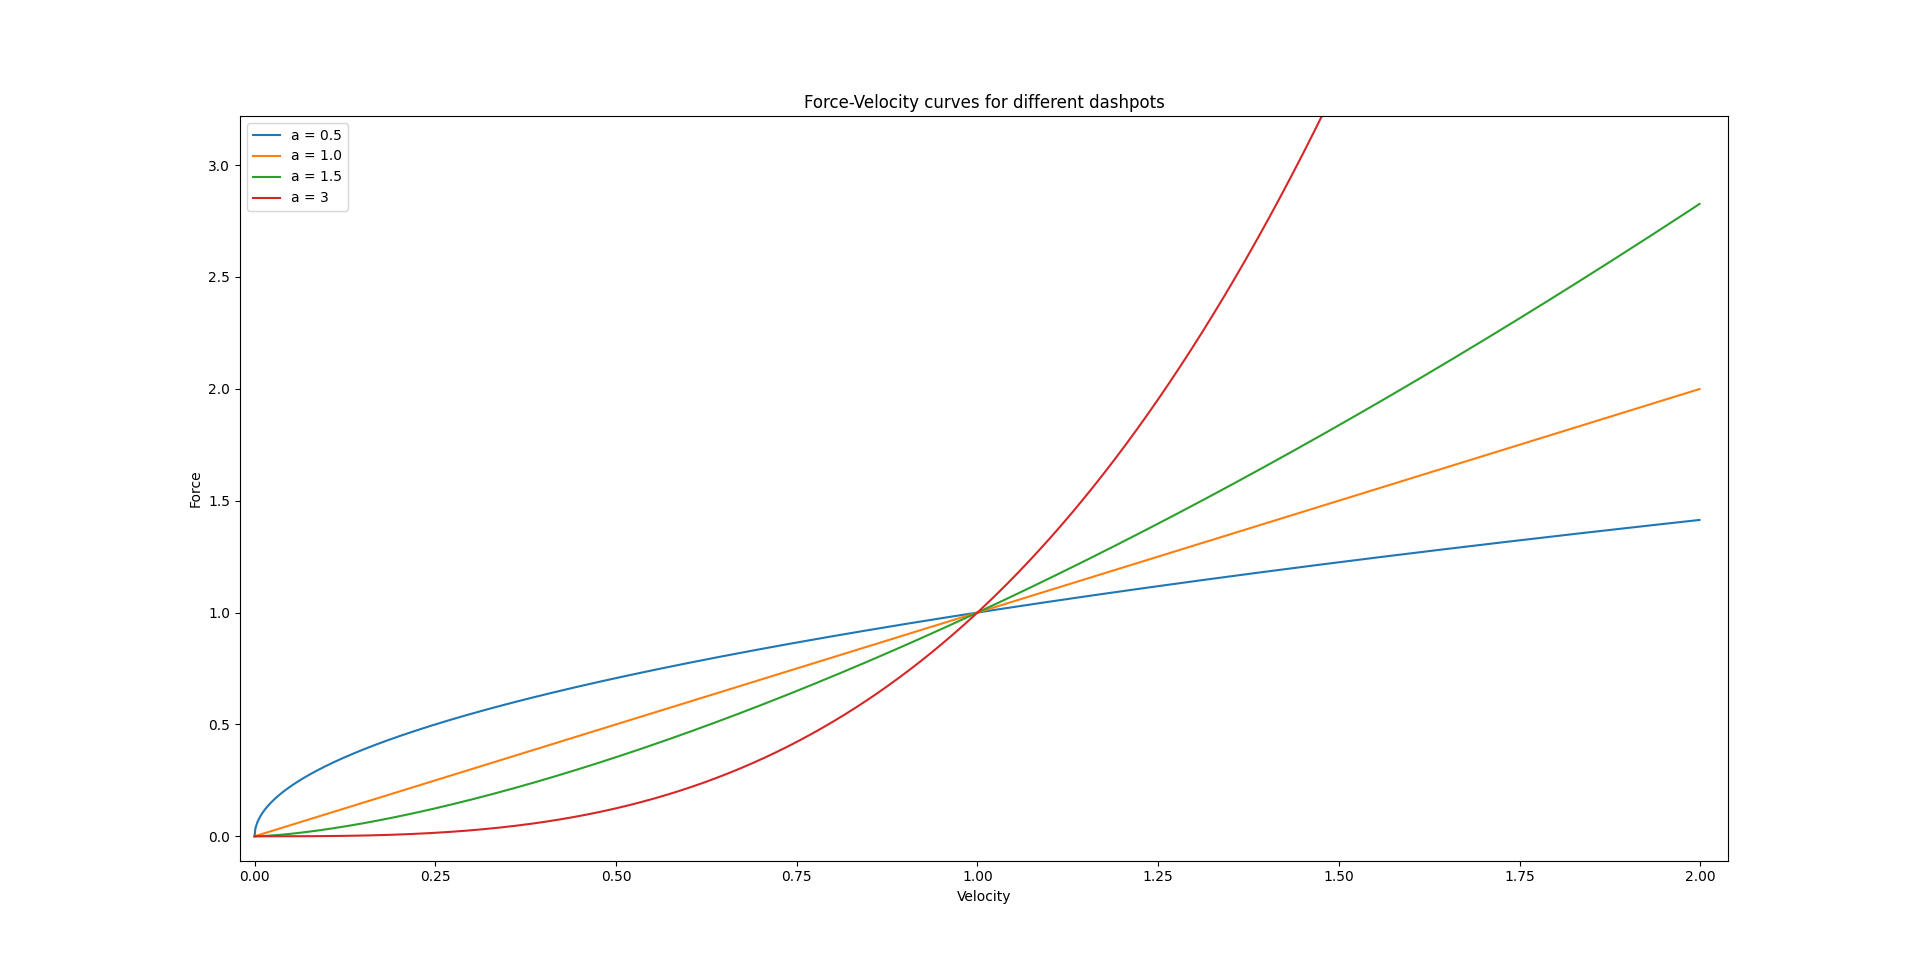 Force-Velocity curves for different dashpots
a = 0.5
a = 1.0
a = 1.5
a = 3
3.0
2.5
2.0
1.5
1.0
0.5
0.0
Force
0.00 0.25 0.50 0.75 1.00 1.25 1.50 1.75 2.00
Velocity